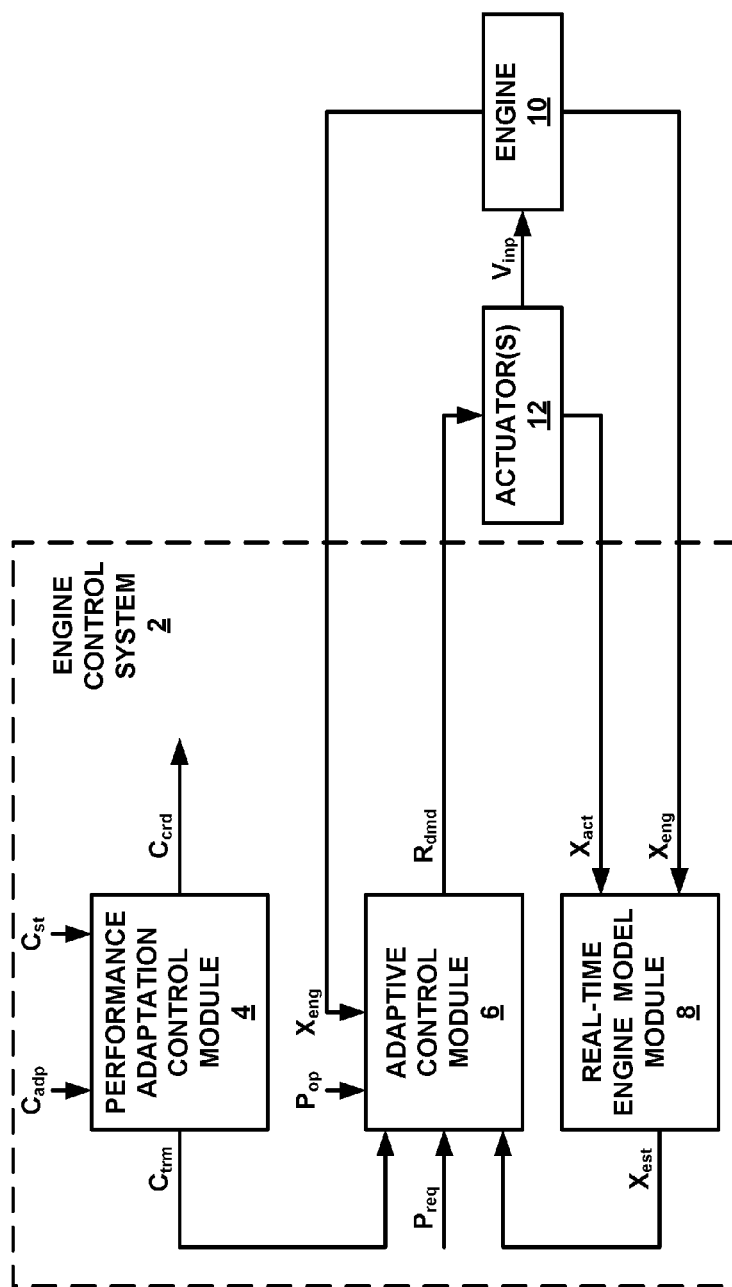 ENGINE
CONTROL
SYSTEM
2
C_adp
C_st
PERFORMANCE
ADAPTATION
CONTROL
MODULE
4
C_trm
C_crd
P_op
X_eng
P_req
ADAPTIVE
CONTROL
MODULE
6
R_dmd
ACTUATOR(S)
12
V_inp
ENGINE
10
X_est
REAL-TIME
ENGINE MODEL
MODULE
8
X_act
X_eng